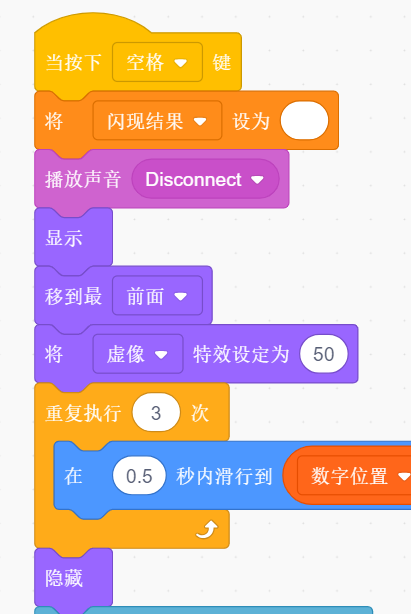 当按下 空格 键
将 闪现结果 设为
播放声音 Disconnect
显示
移到最 前面
将 虚像 特效设定为 50
重复执行 3 次
在 0.5 秒内滑行到 数字位置
隐藏